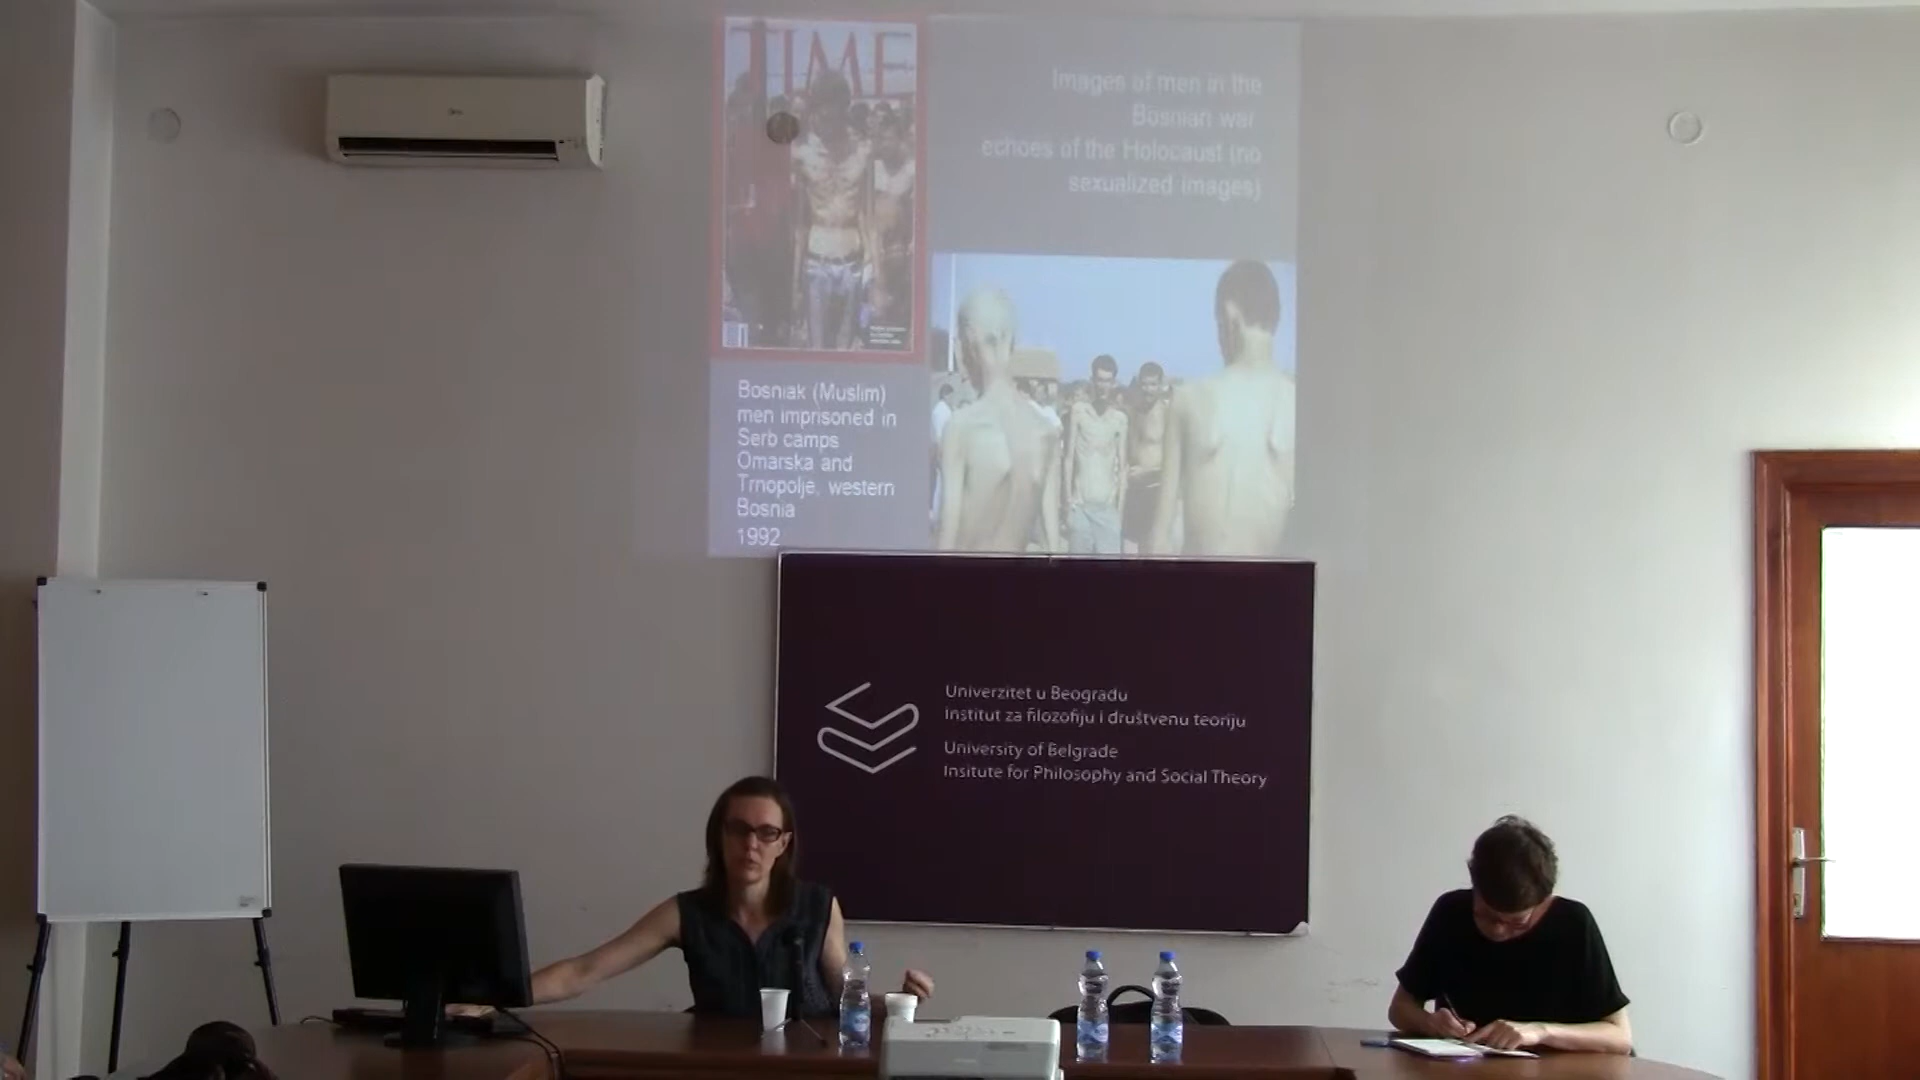 TIME
Images of men in the
Bosnian war
echoes of the Holocaust (no
sexualized images)
Bosniak (Muslim)
men imprisoned in
Serb camps
Omarska and
Trnopolje, western
Bosnia
1992
Univerzitet u Beogradu
Institut za filozofiju i društvenu teoriju
University of Belgrade
Insitute for Philosophy and Social Theory